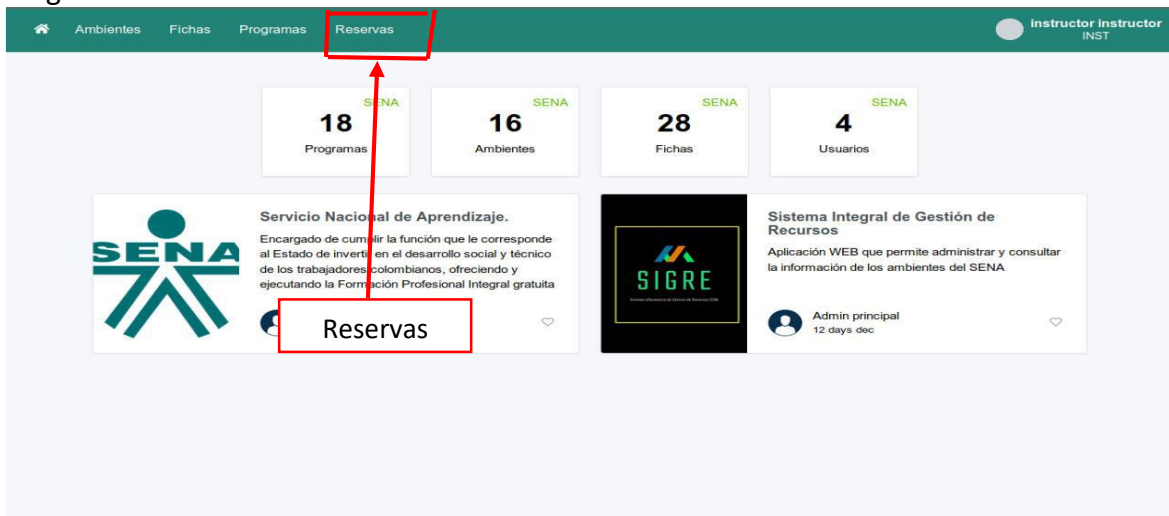 Ambientes Fichas Programas Reservas
instructor instructor
INST
SENA
18
Programas
SENA
16
Ambientes
SENA
28
Fichas
SENA
4
Usuarios
SENA
Servicio Nacional de Aprendizaje.
Encargado de cumplir la función que le corresponde
al Estado de invertir en el desarrollo social y técnico
de los trabajadores colombianos, ofreciendo y
ejecutando la Formación Profesional Integral gratuita
Reservas
SIGRE
Sistema Integral de Gestión de
Recursos
Aplicación WEB que permite administrar y consultar
la información de los ambientes del SENA
Admin principal
12 days dec